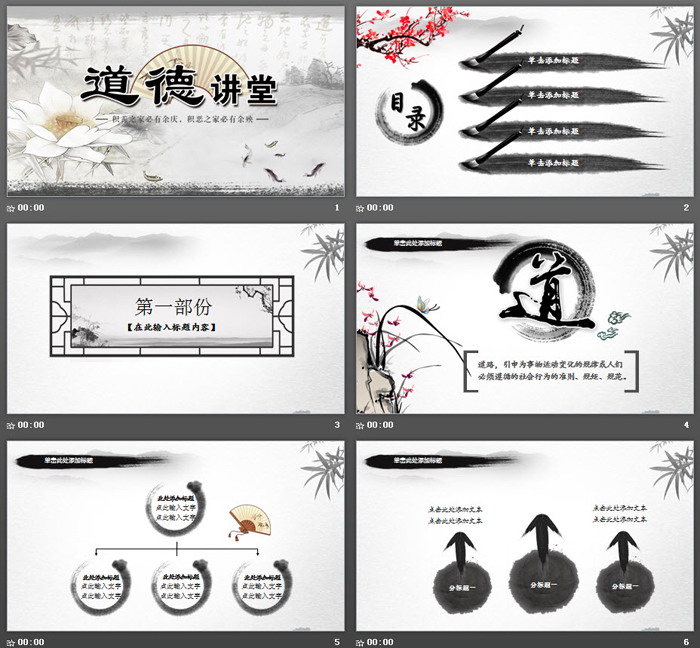 道德讲堂
积善之家必有余庆、积恶之家必有余殃
00:00
1
目录
单击添加标题
单击添加标题
单击添加标题
单击添加标题
00:00
2
第一部份
【在此输入标题内容】
00:00
3
单击此处添加标题
道
道路，引申为事物运动变化的规律或人们
必须遵循的社会行为的准则、规矩、规范。
00:00
4
单击此处添加标题
此处添加标题
点此输入文字
点此输入文字
此处添加标题
点此输入文字
点此输入文字
此处添加标题
点此输入文字
点此输入文字
此处添加标题
点此输入文字
点此输入文字
00:00
5
单击此处添加标题
点击此处添加文本
点击此处添加文本
点击此处添加文本
点击此处添加文本
分标题一
分标题一
分标题一
00:00
6